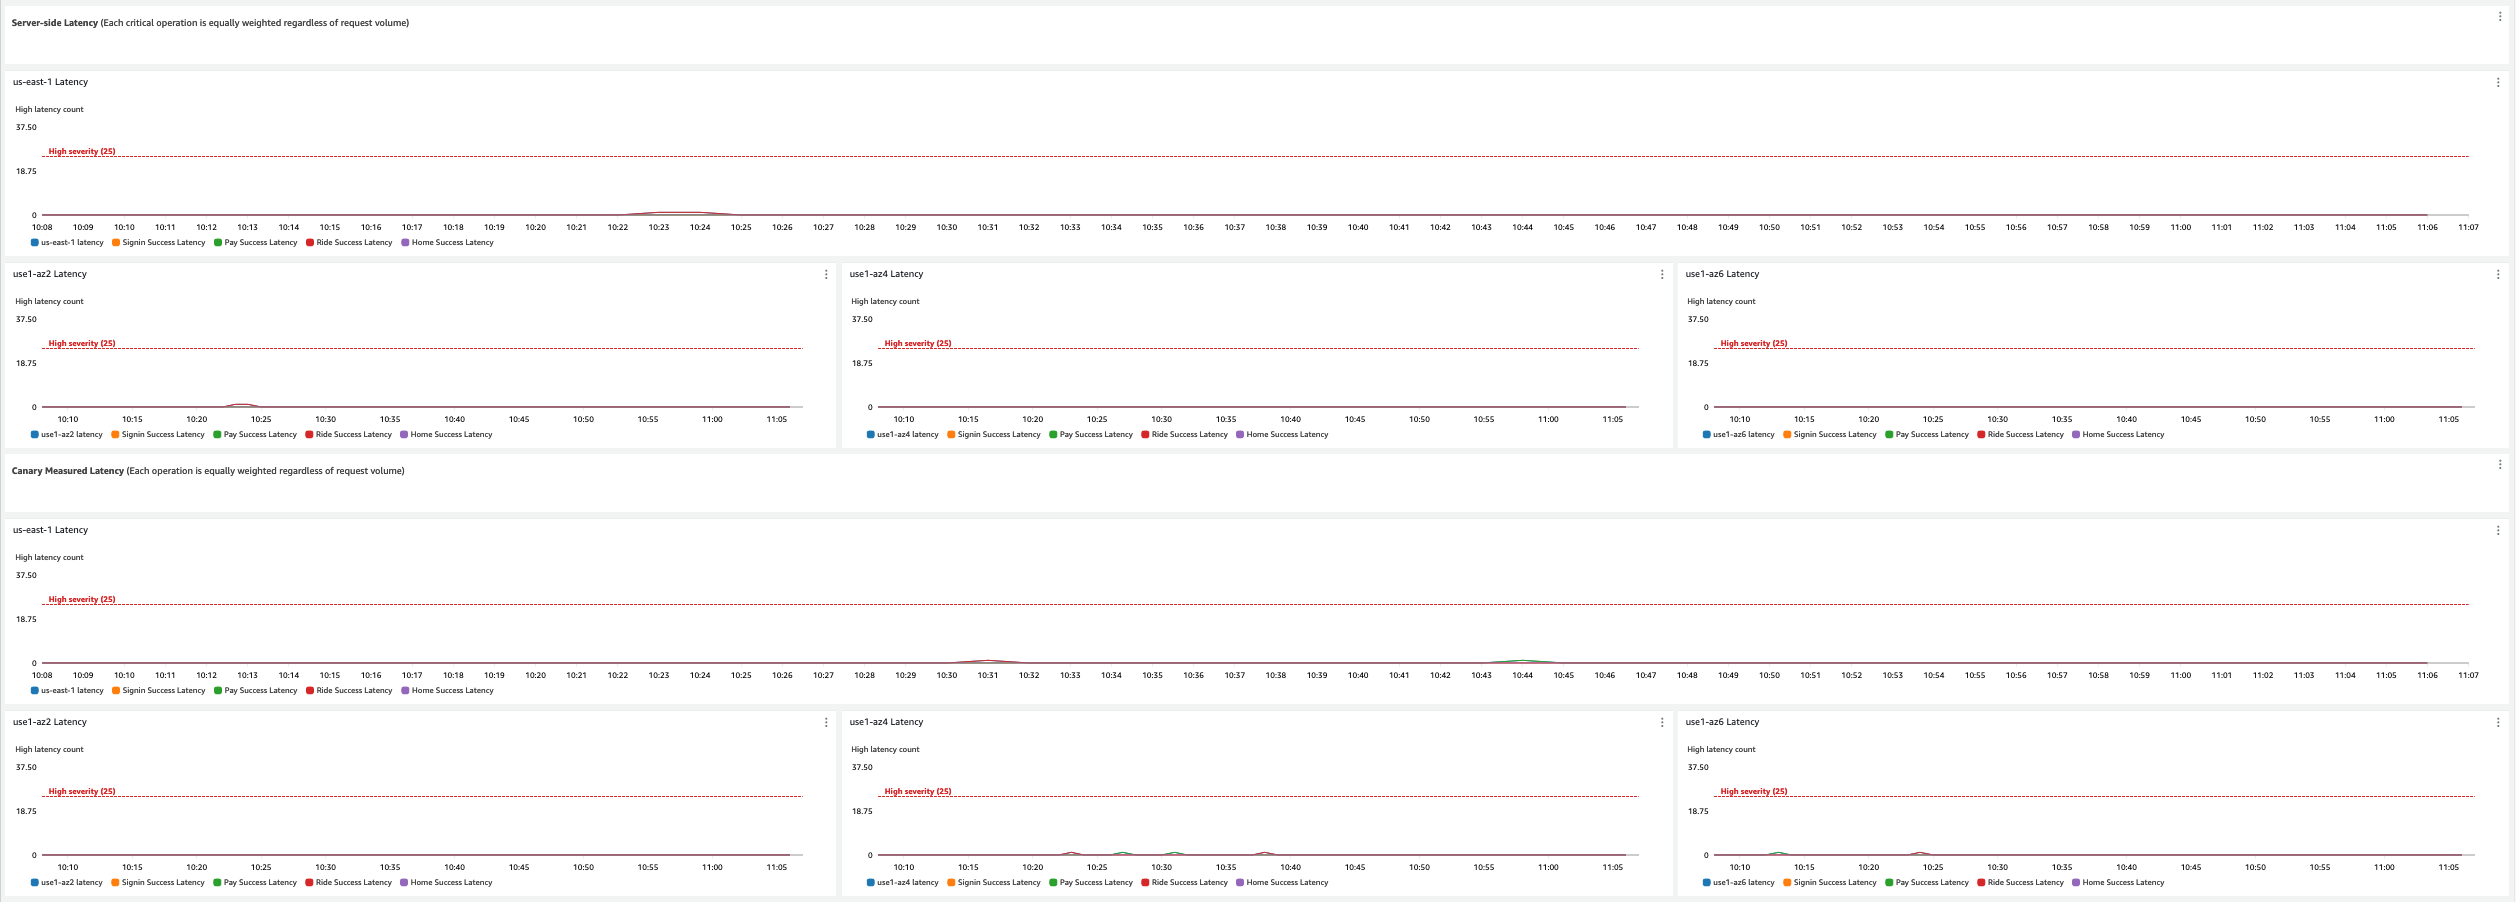 Server-side Latency (Each critical operation is equally weighted regardless of request volume)
us-east-1 Latency
High latency count
37.50
High severity (25)
18.75
0
10:08 10:09 10:10 10:11 10:12 10:13 10:14 10:15 10:16 10:17 10:18 10:19 10:20 10:21 10:22 10:23 10:24 10:25 10:26 10:27 10:28 10:29 10:30 10:31 10:32 10:33 10:34 10:35 10:36 10:37 10:38 10:39 10:40 10:41 10:42 10:43 10:44 10:45 10:46 10:47 10:48 10:49 10:50 10:51 10:52 10:53 10:54 10:55 10:56 10:57 10:58 10:59 11:00 11:01 11:02 11:03 11:04 11:05 11:06 11:07
us-east-1 latency Signin Success Latency Pay Success Latency Ride Success Latency Home Success Latency
use1-az2 Latency
High latency count
37.50
High severity (25)
18.75
0
10:10 10:15 10:20 10:25 10:30 10:35 10:40 10:45 10:50 10:55 11:00 11:05
use1-az2 latency Signin Success Latency Pay Success Latency Ride Success Latency Home Success Latency
use1-az4 Latency
High latency count
37.50
High severity (25)
18.75
0
10:10 10:15 10:20 10:25 10:30 10:35 10:40 10:45 10:50 10:55 11:00 11:05
use1-az4 latency Signin Success Latency Pay Success Latency Ride Success Latency Home Success Latency
use1-az6 Latency
High latency count
37.50
High severity (25)
18.75
0
10:10 10:15 10:20 10:25 10:30 10:35 10:40 10:45 10:50 10:55 11:00 11:05
use1-az6 latency Signin Success Latency Pay Success Latency Ride Success Latency Home Success Latency
Canary Measured Latency (Each operation is equally weighted regardless of request volume)
us-east-1 Latency
High latency count
37.50
High severity (25)
18.75
0
10:08 10:09 10:10 10:11 10:12 10:13 10:14 10:15 10:16 10:17 10:18 10:19 10:20 10:21 10:22 10:23 10:24 10:25 10:26 10:27 10:28 10:29 10:30 10:31 10:32 10:33 10:34 10:35 10:36 10:37 10:38 10:39 10:40 10:41 10:42 10:43 10:44 10:45 10:46 10:47 10:48 10:49 10:50 10:51 10:52 10:53 10:54 10:55 10:56 10:57 10:58 10:59 11:00 11:01 11:02 11:03 11:04 11:05 11:06 11:07
us-east-1 latency Signin Success Latency Pay Success Latency Ride Success Latency Home Success Latency
use1-az2 Latency
High latency count
37.50
High severity (25)
18.75
0
10:10 10:15 10:20 10:25 10:30 10:35 10:40 10:45 10:50 10:55 11:00 11:05
use1-az2 latency Signin Success Latency Pay Success Latency Ride Success Latency Home Success Latency
use1-az4 Latency
High latency count
37.50
High severity (25)
18.75
0
10:10 10:15 10:20 10:25 10:30 10:35 10:40 10:45 10:50 10:55 11:00 11:05
use1-az4 latency Signin Success Latency Pay Success Latency Ride Success Latency Home Success Latency
use1-az6 Latency
High latency count
37.50
High severity (25)
18.75
0
10:10 10:15 10:20 10:25 10:30 10:35 10:40 10:45 10:50 10:55 11:00 11:05
use1-az6 latency Signin Success Latency Pay Success Latency Ride Success Latency Home Success Latency